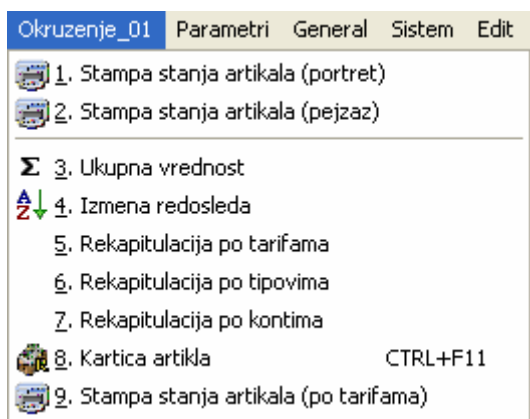 Okruzenje_01 Parametri General Sistem Edit
1. Stampa stanja artikala (portret)
2. Stampa stanja artikala (pejzaz)
Σ 3. Ukupna vrednost
AZ 4. Izmena redosleda
5. Rekapitulacija po tarifama
6. Rekapitulacija po tipovima
7. Rekapitulacija po kontima
8. Kartica artikla CTRL+F11
9. Stampa stanja artikala (po tarifama)